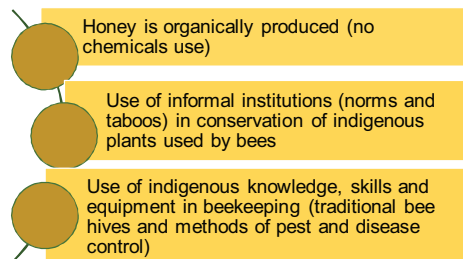 Honey is organically produced (no
chemicals use)
Use of informal institutions (norms and
taboos) in conservation of indigenous
plants used by bees
Use of indigenous knowledge, skills and
equipment in beekeeping (traditional bee
hives and methods of pest and disease
control)